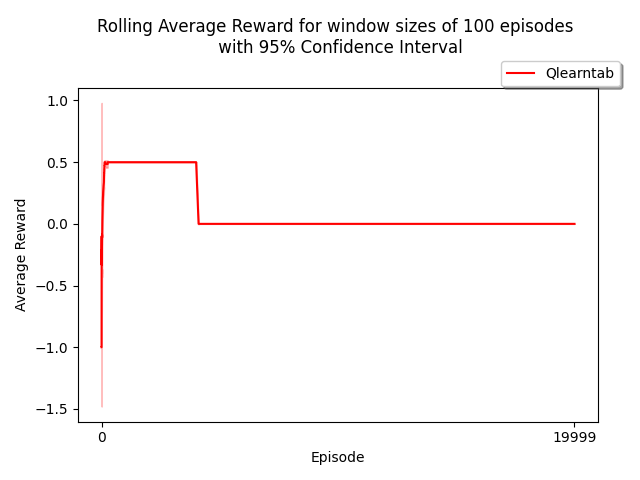 Rolling Average Reward for window sizes of 100 episodes
with 95% Confidence Interval
Qlearntab
1.0
0.5
0.0
−0.5
−1.0
−1.5
Average Reward
0
19999
Episode